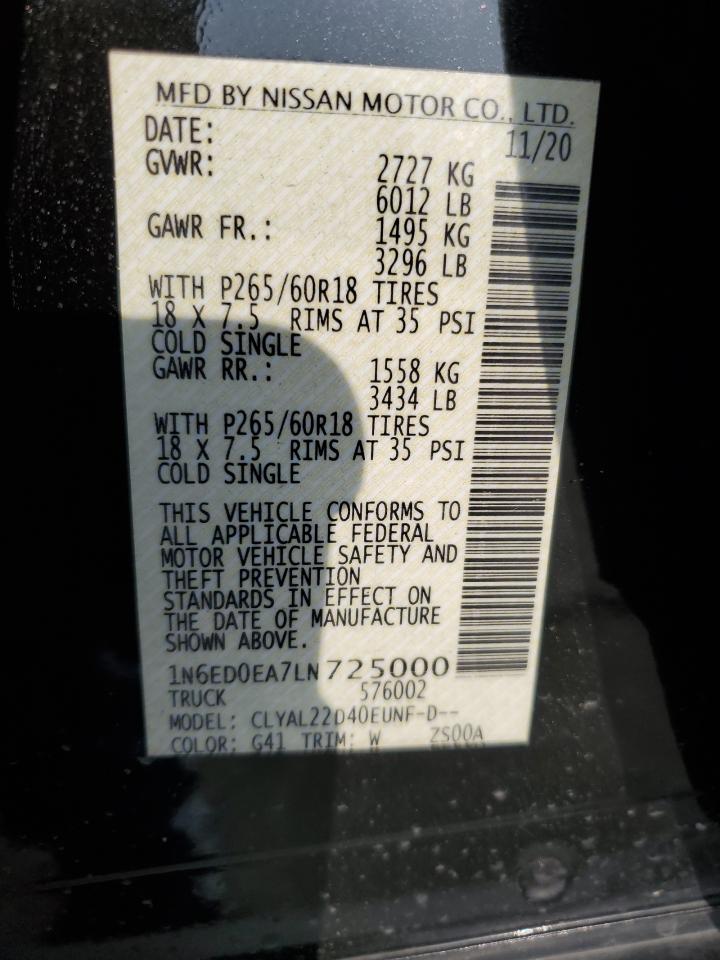 MFD BY NISSAN MOTOR CO., LTD.
DATE: 11/20
GVWR: 2727 KG
6012 LB
GAWR FR.: 1495 KG
3296 LB
WITH P265/60R18 TIRES
18 X 7.5 RIMS AT 35 PSI
COLD SINGLE
GAWR RR.: 1558 KG
3434 LB
WITH P265/60R18 TIRES
18 X 7.5 RIMS AT 35 PSI
COLD SINGLE
THIS VEHICLE CONFORMS TO
ALL APPLICABLE FEDERAL
MOTOR VEHICLE SAFETY AND
THEFT PREVENTION
STANDARDS IN EFFECT ON
THE DATE OF MANUFACTURE
SHOWN ABOVE.
1N6ED0EA7LN725000
TRUCK 576002
MODEL: CLYAL22D40EUNF-D--
COLOR: G41 TRIM: W ZS00A